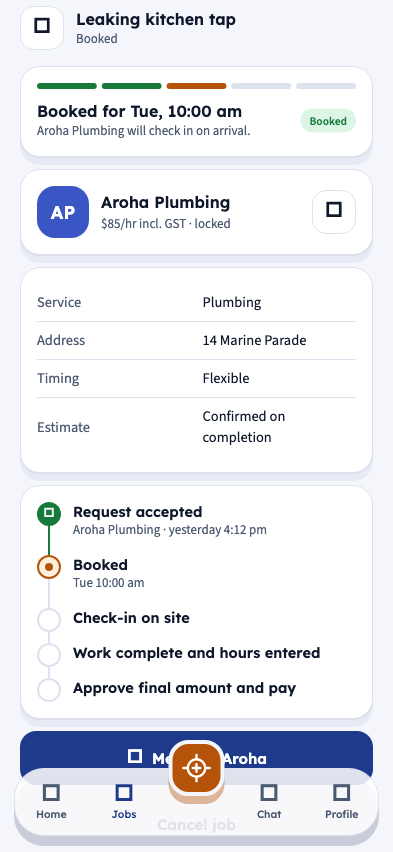 Leaking kitchen tap
Booked
Booked for Tue, 10:00 am
Aroha Plumbing will check in on arrival.
Booked
AP
Aroha Plumbing
$85/hr incl. GST · locked
Service
Plumbing
Address
14 Marine Parade
Timing
Flexible
Estimate
Confirmed on
completion
Request accepted
Aroha Plumbing · yesterday 4:12 pm
Booked
Tue 10:00 am
Check-in on site
Work complete and hours entered
Approve final amount and pay
Aroha
Home
Jobs
Chat
Profile
Cancel job